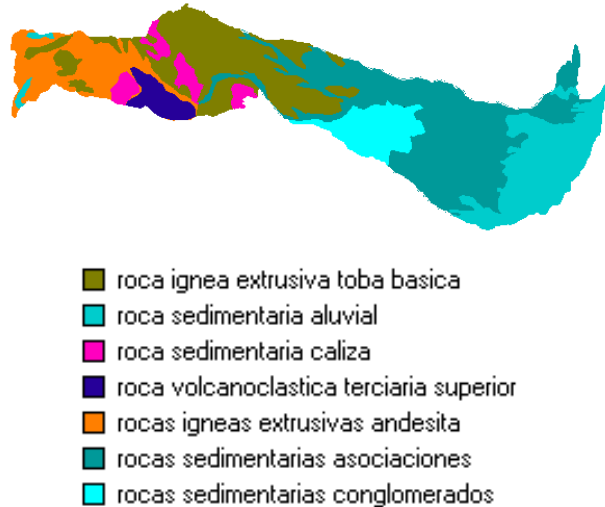 roca ignea extrusiva toba basica
roca sedimentaria aluvial
roca sedimentaria caliza
roca volcanoclastica terciaria superior
rocas igneas extrusivas andesita
rocas sedimentarias asociaciones
rocas sedimentarias conglomerados